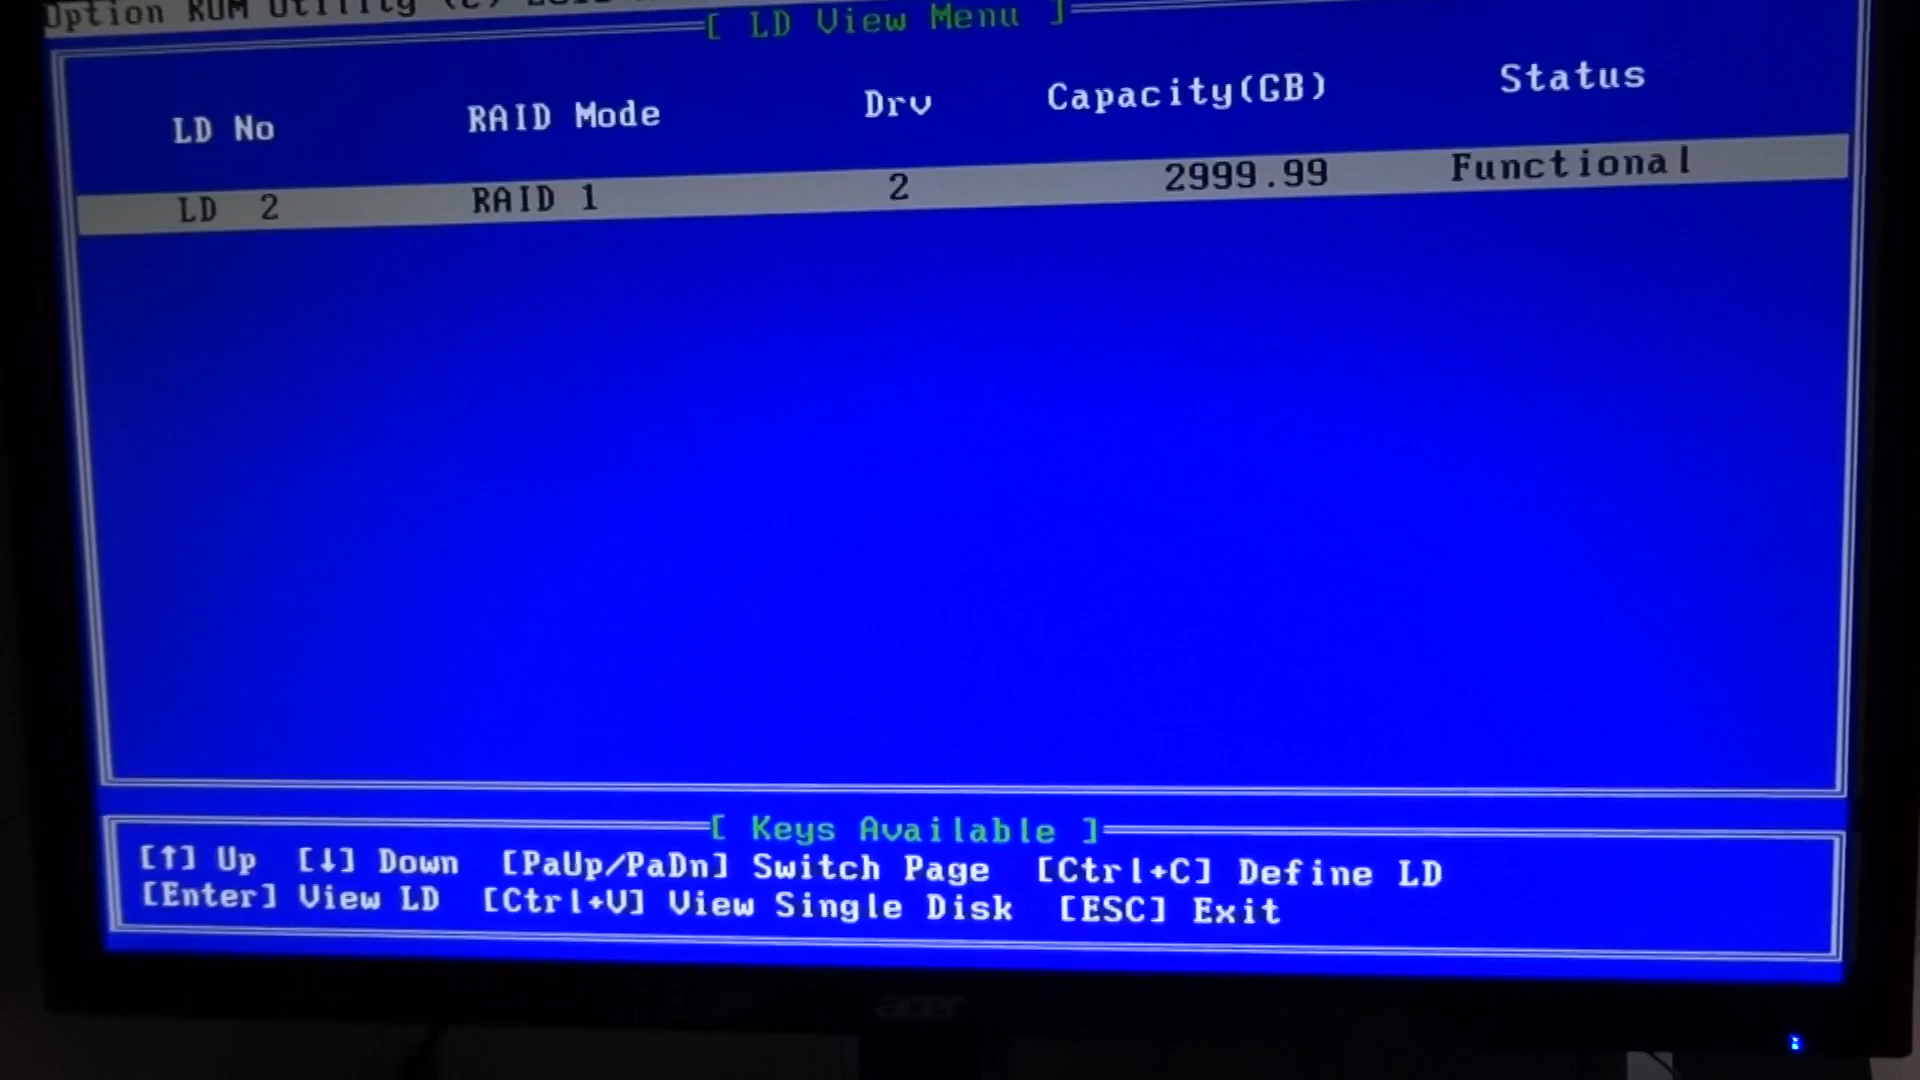 Option ROM Utility (c)
[ LD View Menu ]
LD No RAID Mode Drv Capacity(GB) Status
LD 2 RAID 1 2 2999.99 Functional
[ Keys Available ]
[↑] Up [↓] Down [PaUp/PaDn] Switch Page [Ctrl+C] Define LD
[Enter] View LD [Ctrl+V] View Single Disk [ESC] Exit
acer